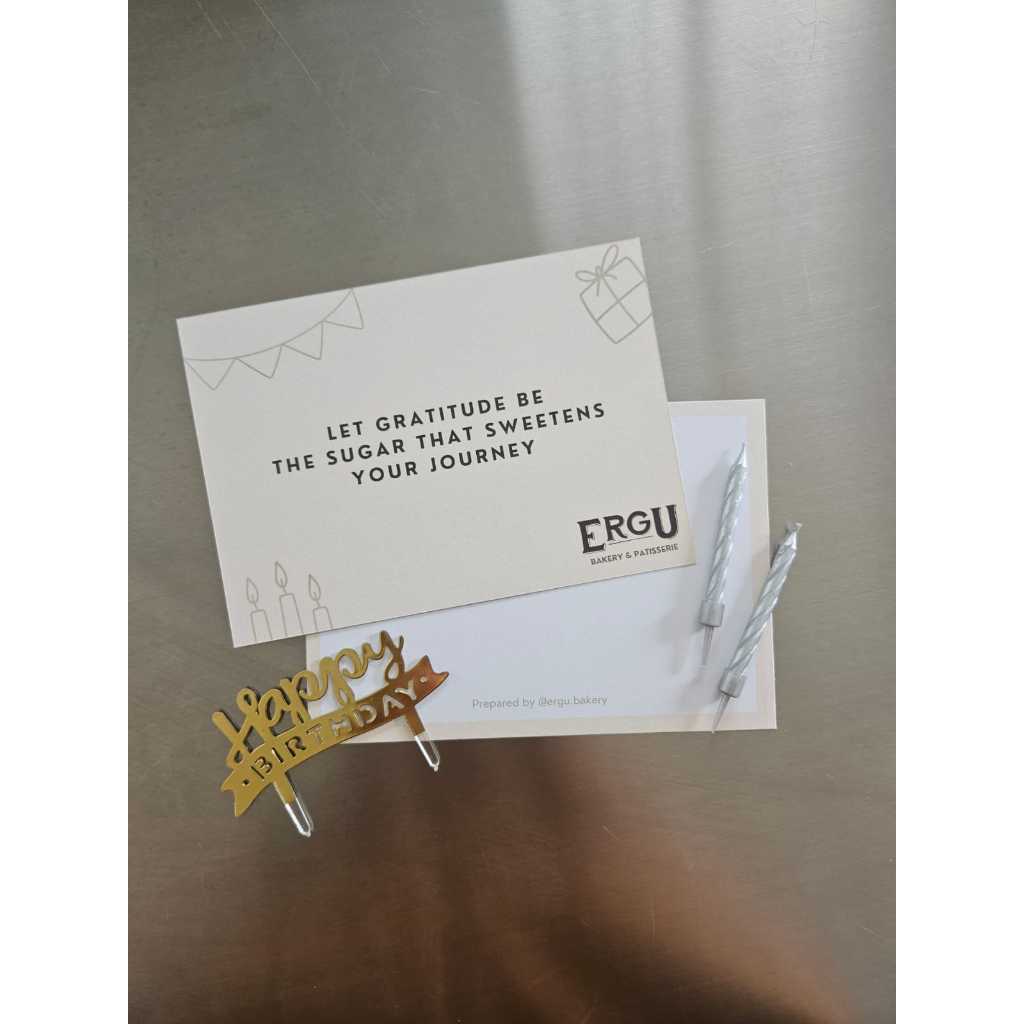 LET GRATITUDE BE
THE SUGAR THAT SWEETENS
YOUR JOURNEY
ERGU
BAKERY & PATISSERIE
Prepared by @ergu.bakery
Happy
BIRTHDAY